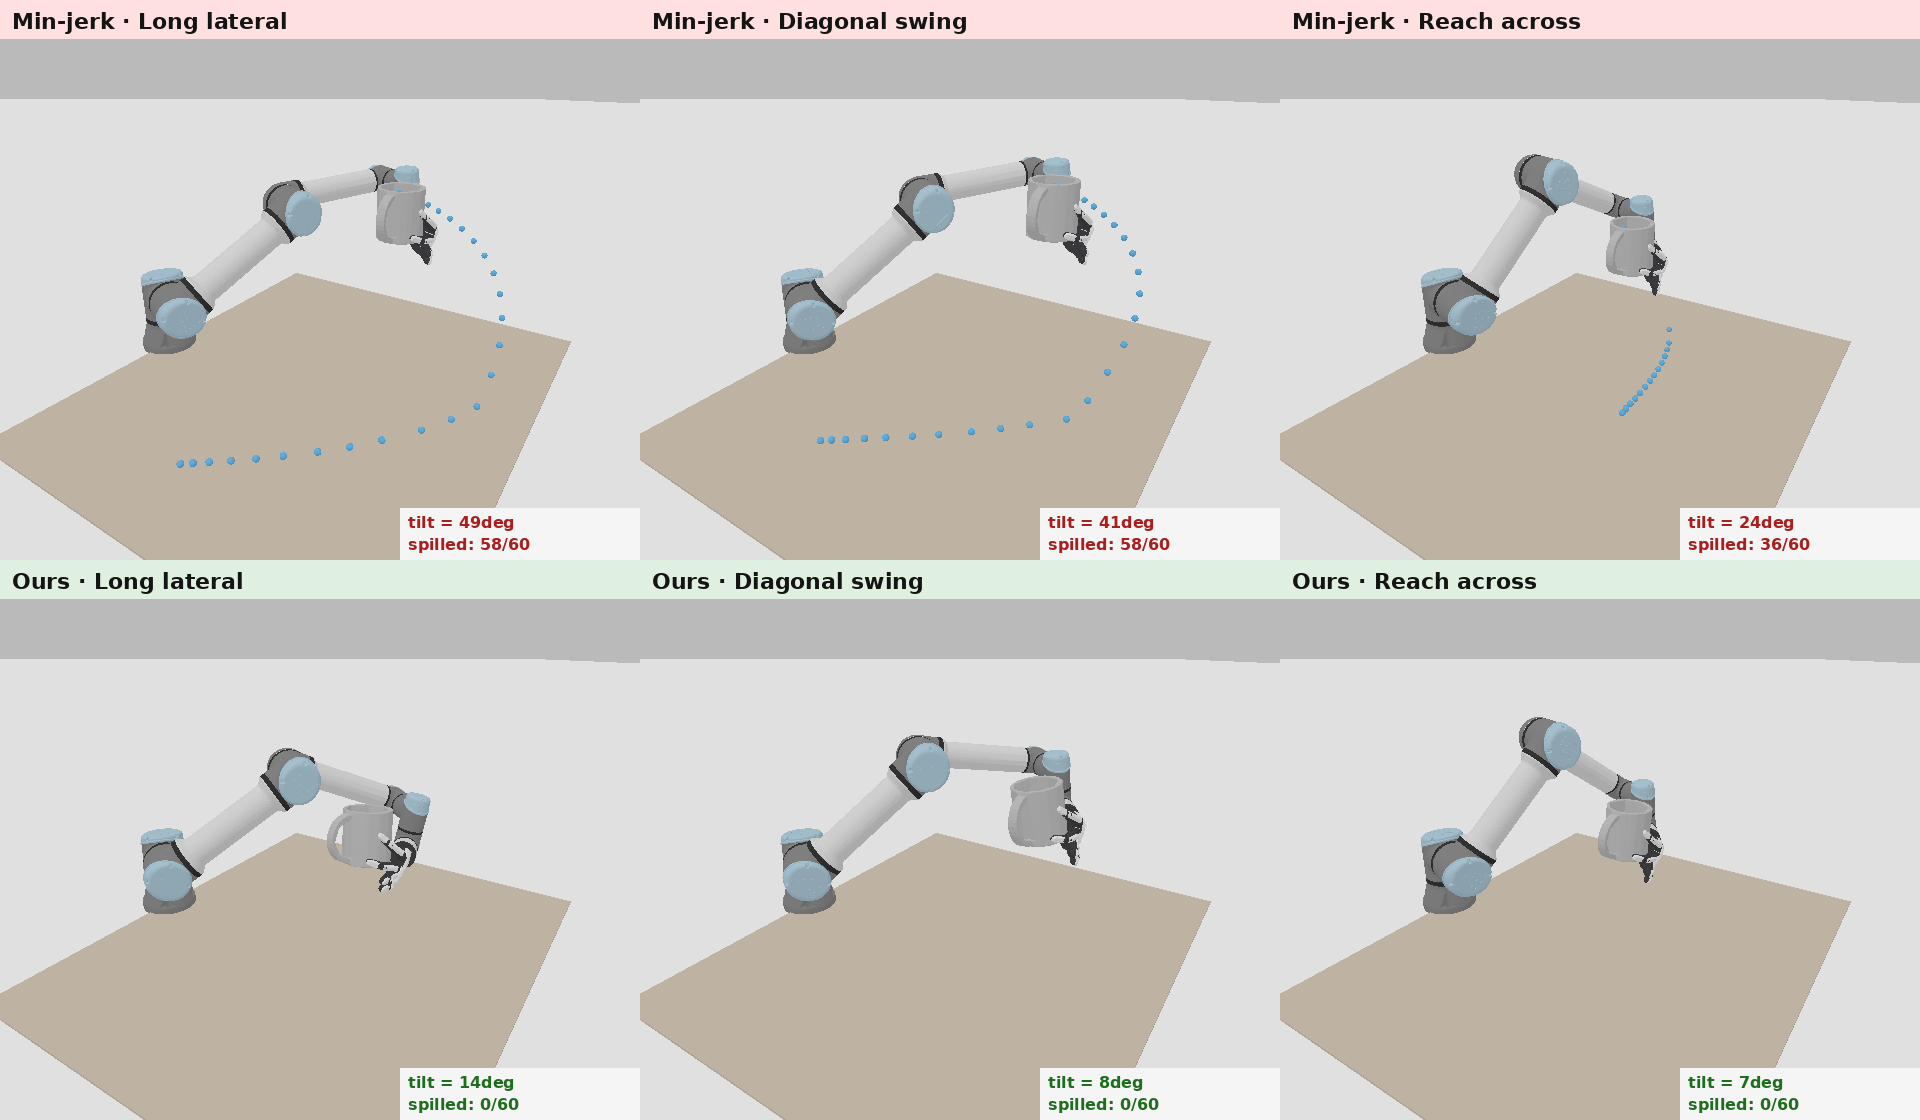 Min-jerk · Long lateral
Min-jerk · Diagonal swing
Min-jerk · Reach across
tilt = 49deg
spilled: 58/60
tilt = 41deg
spilled: 58/60
tilt = 24deg
spilled: 36/60
Ours · Long lateral
Ours · Diagonal swing
Ours · Reach across
tilt = 14deg
spilled: 0/60
tilt = 8deg
spilled: 0/60
tilt = 7deg
spilled: 0/60